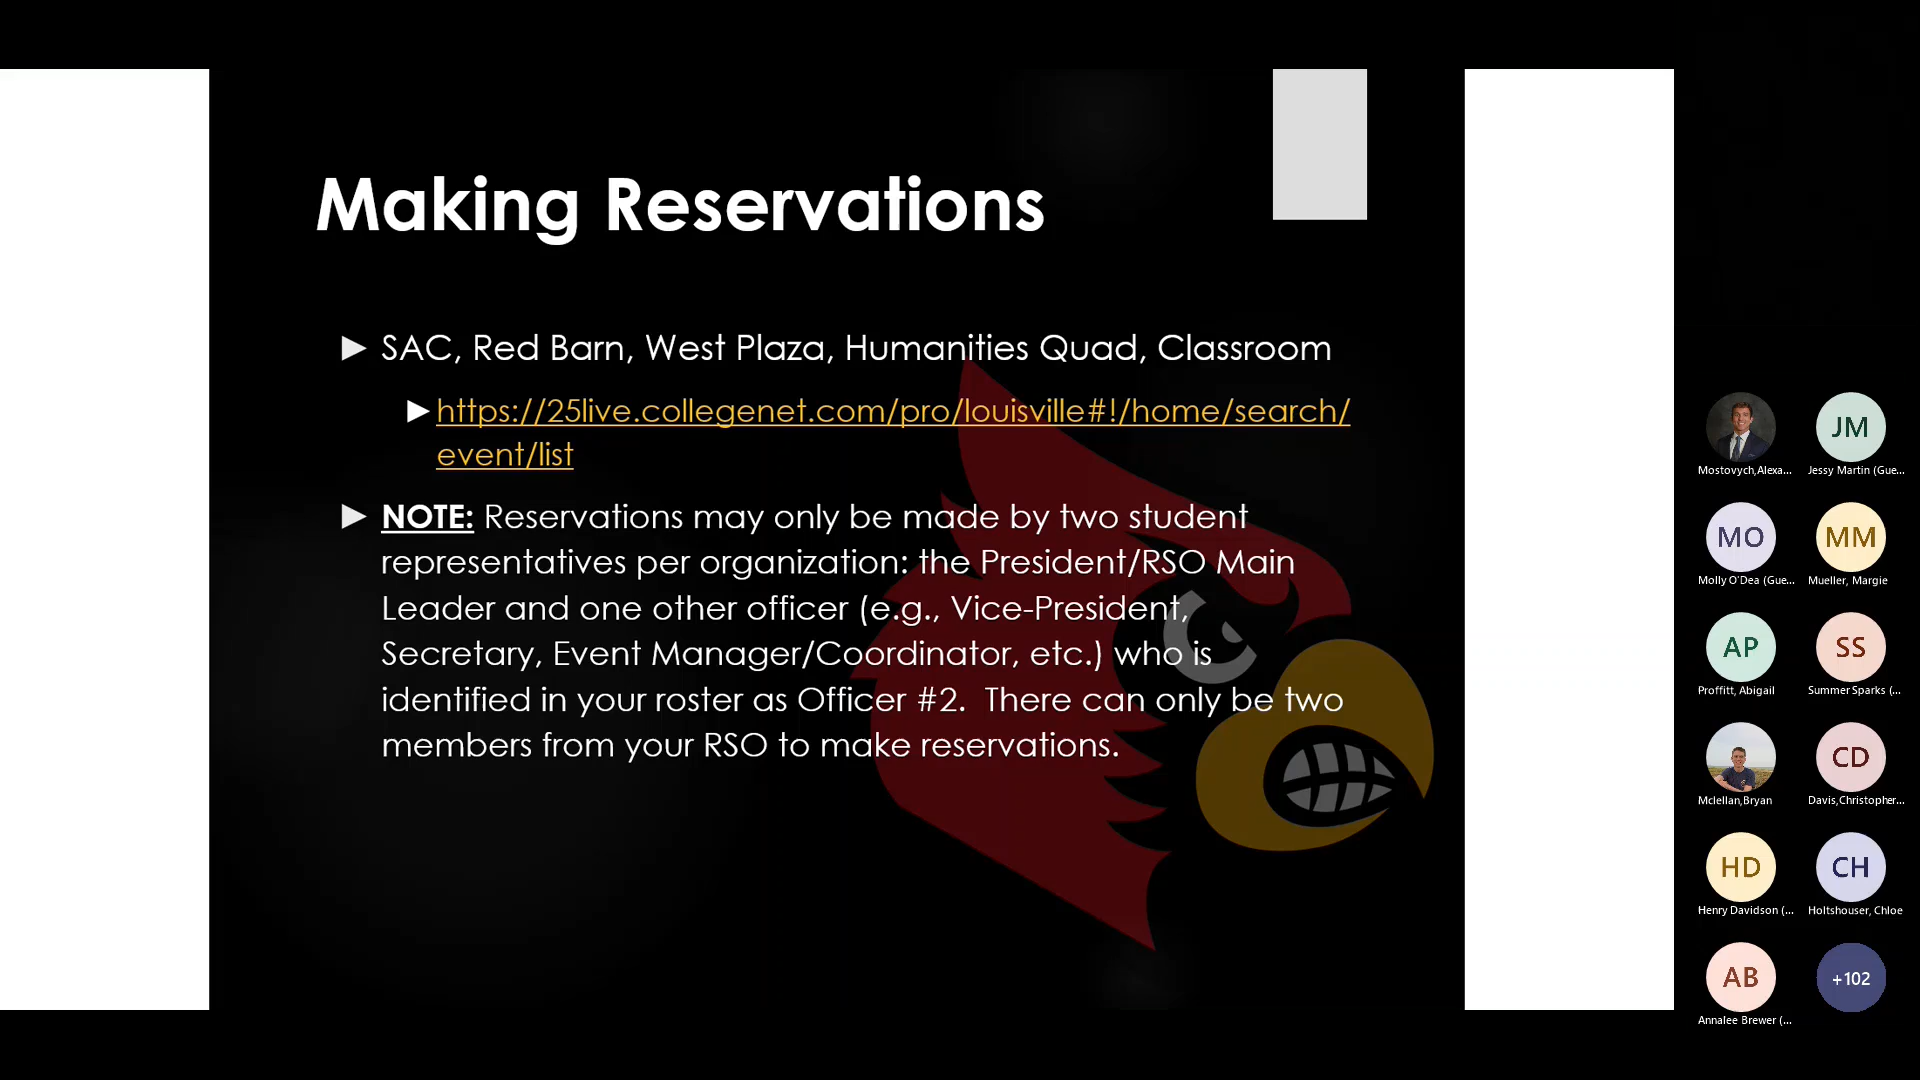 Making Reservations
► SAC, Red Barn, West Plaza, Humanities Quad, Classroom
► https://25live.collegenet.com/pro/louisville#!/home/search/
event/list
► NOTE: Reservations may only be made by two student
representatives per organization: the President/RSO Main
Leader and one other officer (e.g., Vice-President,
Secretary, Event Manager/Coordinator, etc.) who is
identified in your roster as Officer #2.  There can only be two
members from your RSO to make reservations.
JM
Mostovych,Alexa...
Jessy Martin (Gue...
MO
MM
Molly O'Dea (Gue...
Mueller, Margie
AP
SS
Proffitt, Abigail
Summer Sparks (...
CD
Mclellan,Bryan
Davis,Christopher...
HD
CH
Henry Davidson (...
Holtshouser, Chloe
AB
+102
Annalee Brewer (...